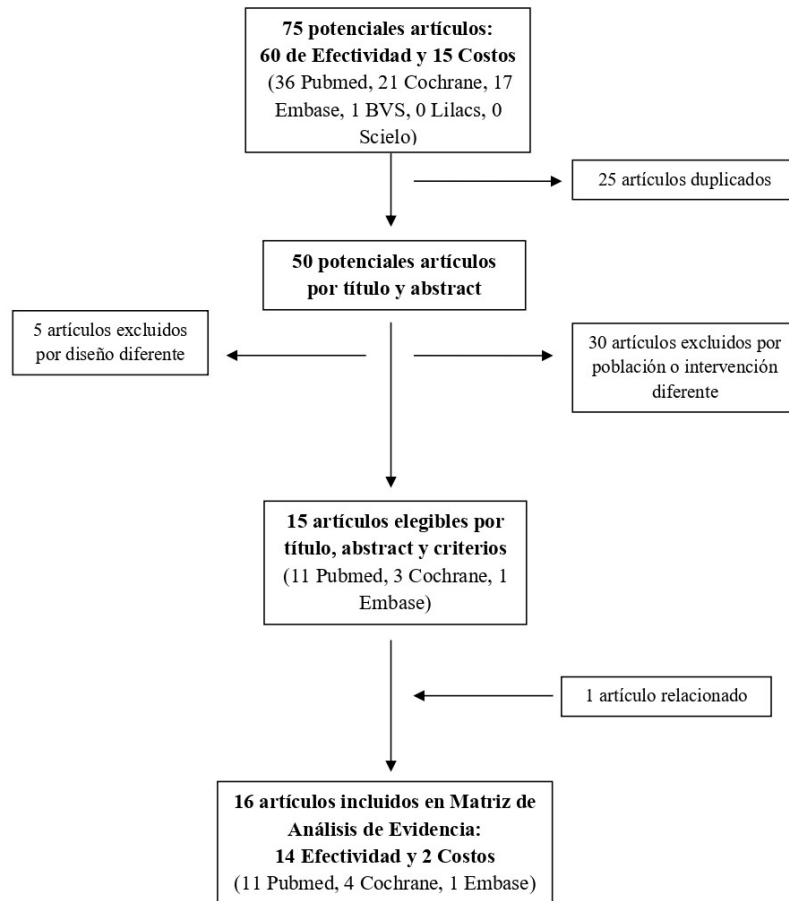 75 potenciales artículos:
60 de Efectividad y 15 Costos
(36 Pubmed, 21 Cochrane, 17
Embase, 1 BVS, 0 Lilacs, 0
Scielo)
25 artículos duplicados
50 potenciales artículos
por título y abstract
5 artículos excluidos
por diseño diferente
30 artículos excluidos por
población o intervención
diferente
15 artículos elegibles por
título, abstract y criterios
(11 Pubmed, 3 Cochrane, 1
Embase)
1 artículo relacionado
16 artículos incluidos en Matriz de
Análisis de Evidencia:
14 Efectividad y 2 Costos
(11 Pubmed, 4 Cochrane, 1 Embase)